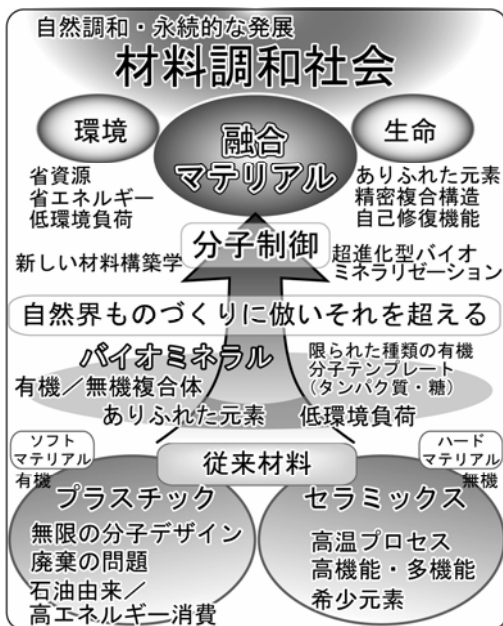 自然調和・永続的な発展
材料調和社会
環境
融合
マテリアル
生命
省資源
省エネルギー
低環境負荷
ありふれた元素
精密複合構造
自己修復機能
分子制御
新しい材料構築学
超進化型バイオ
ミネラリゼーション
自然界ものづくりに倣いそれを超える
バイオミネラル
有機／無機複合体
限られた種類の有機
分子テンプレート
（タンパク質・糖）
ありふれた元素
低環境負荷
ソフト
マテリアル
有機
従来材料
ハード
マテリアル
無機
プラスチック
無限の分子デザイン
廃棄の問題
石油由来／
高エネルギー消費
セラミックス
高温プロセス
高機能・多機能
希少元素